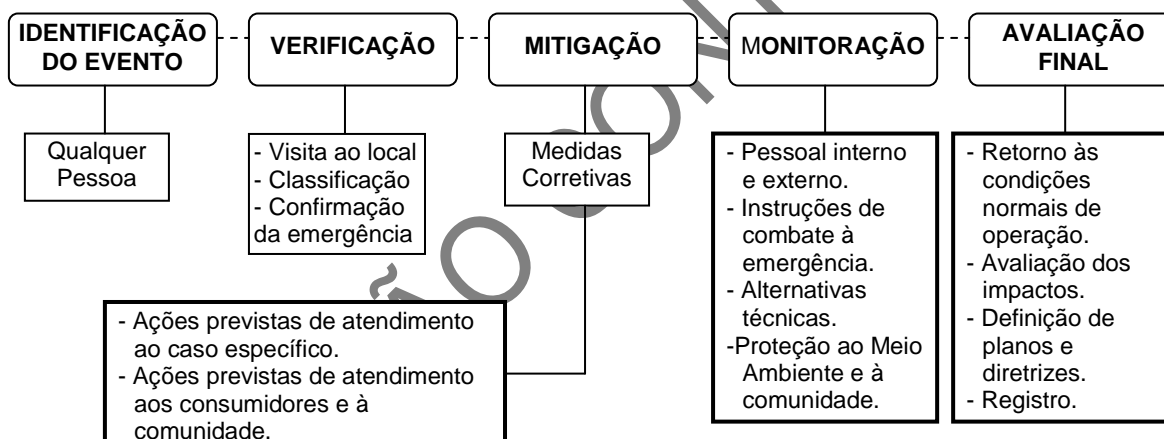 IDENTIFICAÇÃO
DO EVENTO
VERIFICAÇÃO
MITIGAÇÃO
MONITORAÇÃO
AVALIAÇÃO
FINAL
Qualquer
Pessoa
- Visita ao local
- Classificação
- Confirmação
da emergência
Medidas
Corretivas
- Ações previstas de atendimento
ao caso específico.
- Ações previstas de atendimento
aos consumidores e à
comunidade.
- Pessoal interno
e externo.
- Instruções de
combate à
emergência.
- Alternativas
técnicas.
-Proteção ao Meio
Ambiente e à
comunidade.
- Retorno às
condições
normais de
operação.
- Avaliação dos
impactos.
- Definição de
planos e
diretrizes.
- Registro.